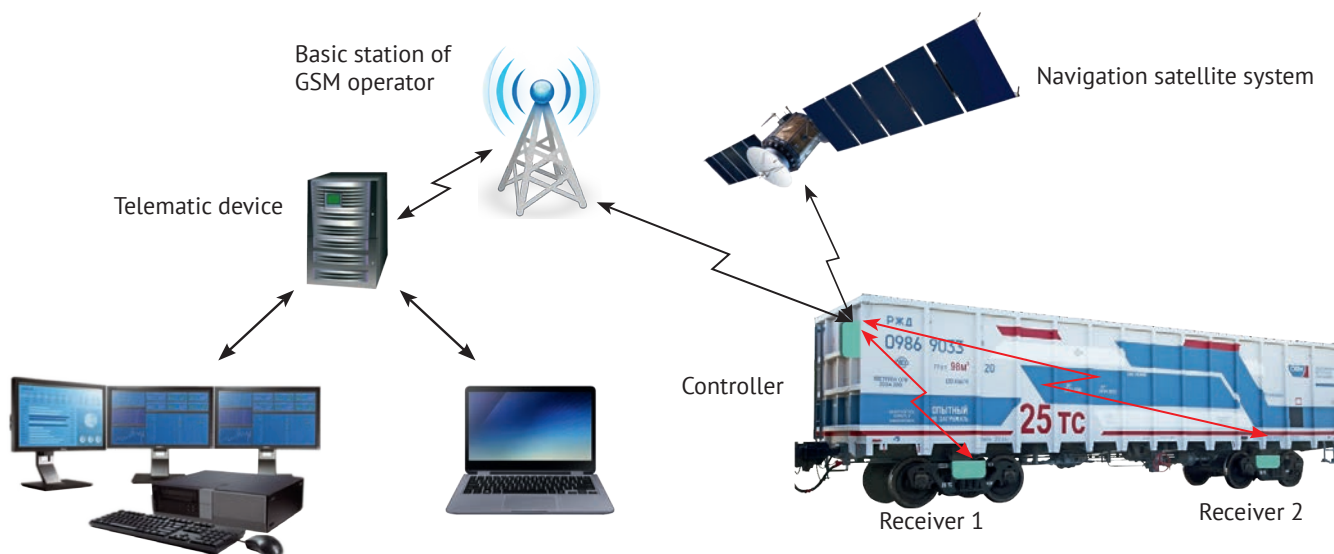 Basic station of
GSM operator
Navigation satellite system
Telematic device
Controller
РЖД
0986 9033
98м³
20
ОПЫТНЫЙ
25 ТС
Receiver 1
Receiver 2